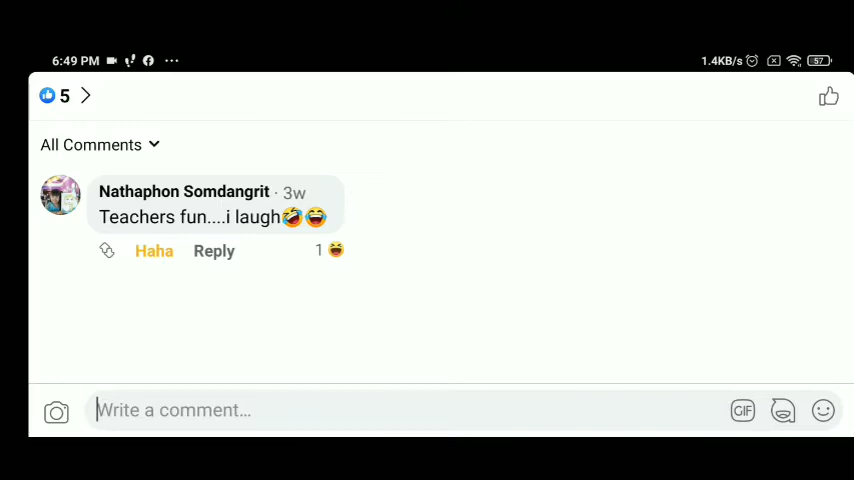 6:49 PM ... 1.4KB/s 57
5
All Comments
Nathaphon Somdangrit · 3w
Teachers fun....i laugh🤣😂
Haha Reply 1
Write a comment...
GIF